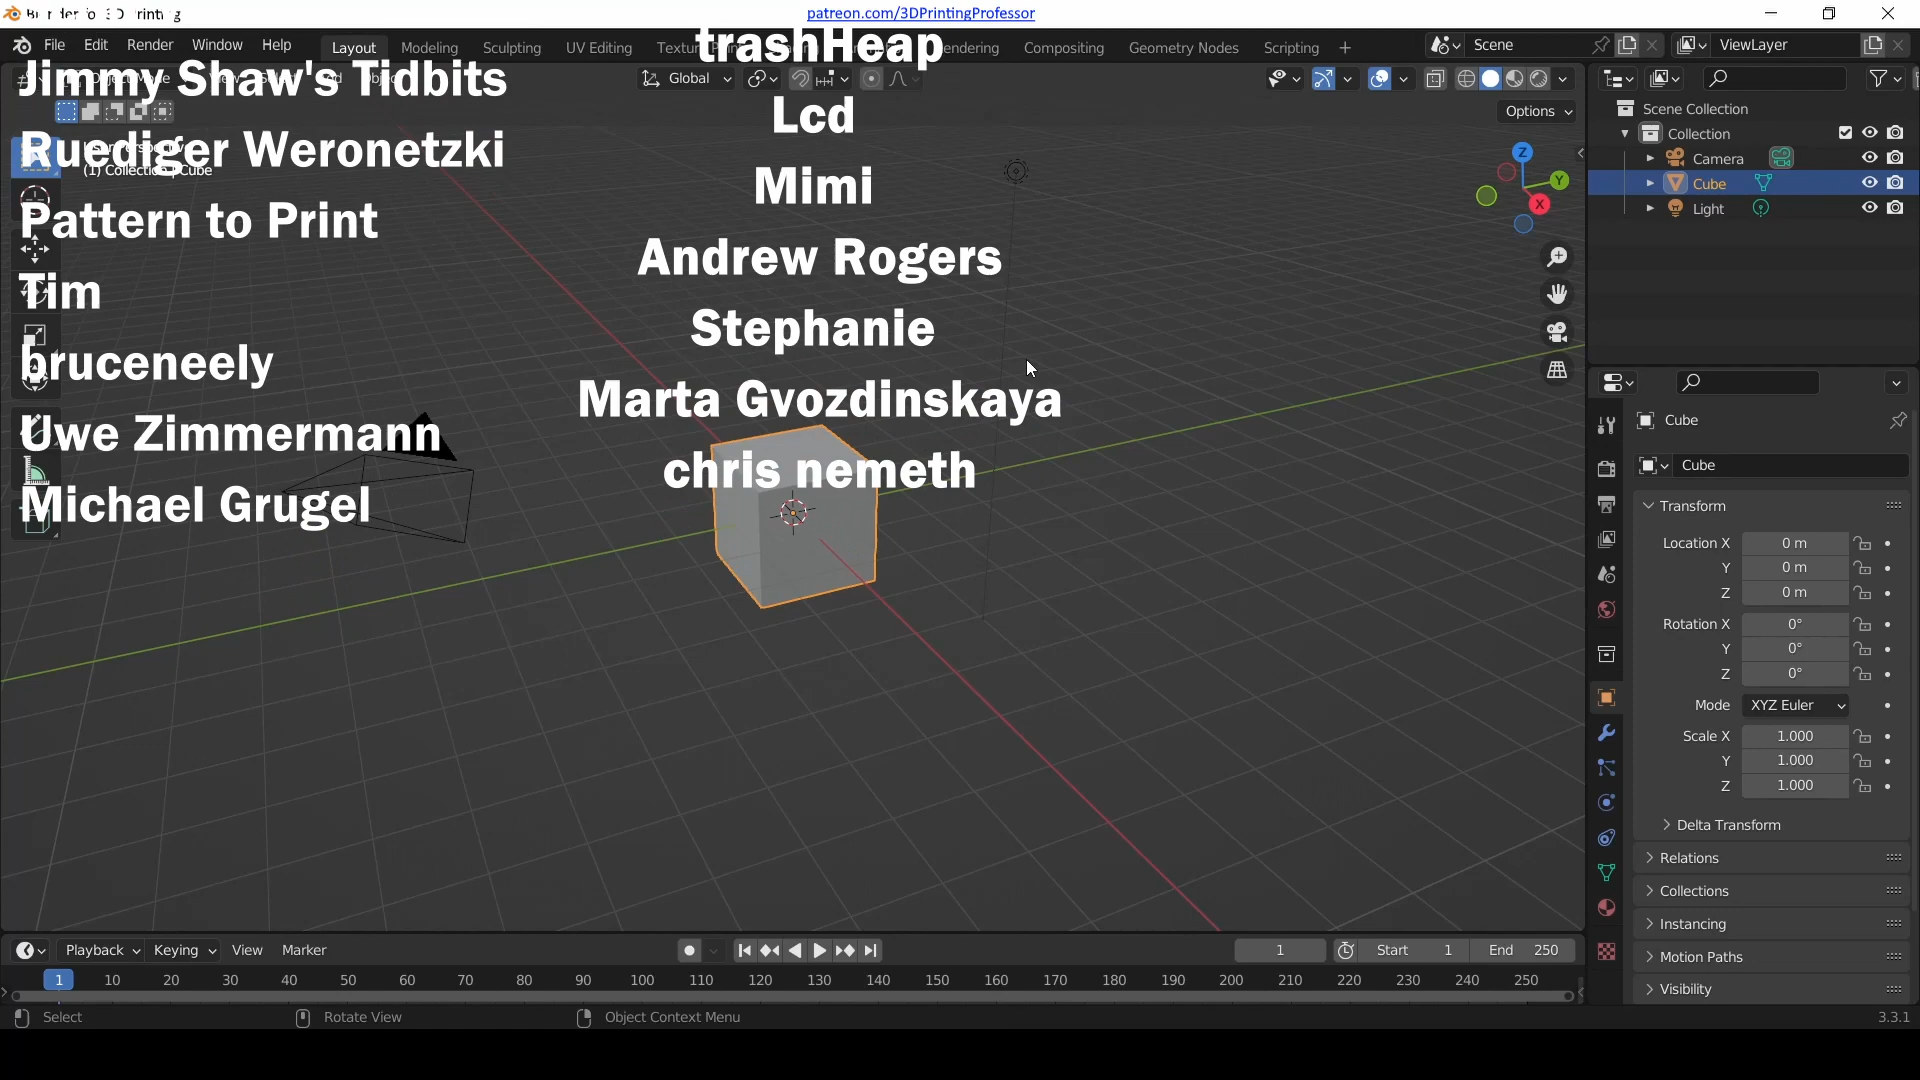 patreon.com/3DPrintingProfessor
File Edit Render Window Help
Layout Modeling Sculpting UV Editing Compositing Geometry Nodes Scripting
Scene
ViewLayer
trashHeap
Jimmy Shaw's Tidbits
Global
Options
Lcd
Ruediger Weronetzki
(1) Collection | Cube
Mimi
Pattern to Print
Andrew Rogers
Tim
Stephanie
bruceneely
Marta Gvozdinskaya
Uwe Zimmermann
chris nemeth
Michael Grugel
Z
Y
X
Scene Collection
Collection
Camera
Cube
Light
Cube
Cube
Transform
Location X 0 m
Y 0 m
Z 0 m
Rotation X 0°
Y 0°
Z 0°
Mode XYZ Euler
Scale X 1.000
Y 1.000
Z 1.000
Delta Transform
Relations
Collections
Instancing
Motion Paths
Visibility
Playback Keying View Marker
1 Start 1 End 250
1 10 20 30 40 50 60 70 80 90 100 110 120 130 140 150 160 170 180 190 200 210 220 230 240 250
Select Rotate View Object Context Menu 3.3.1